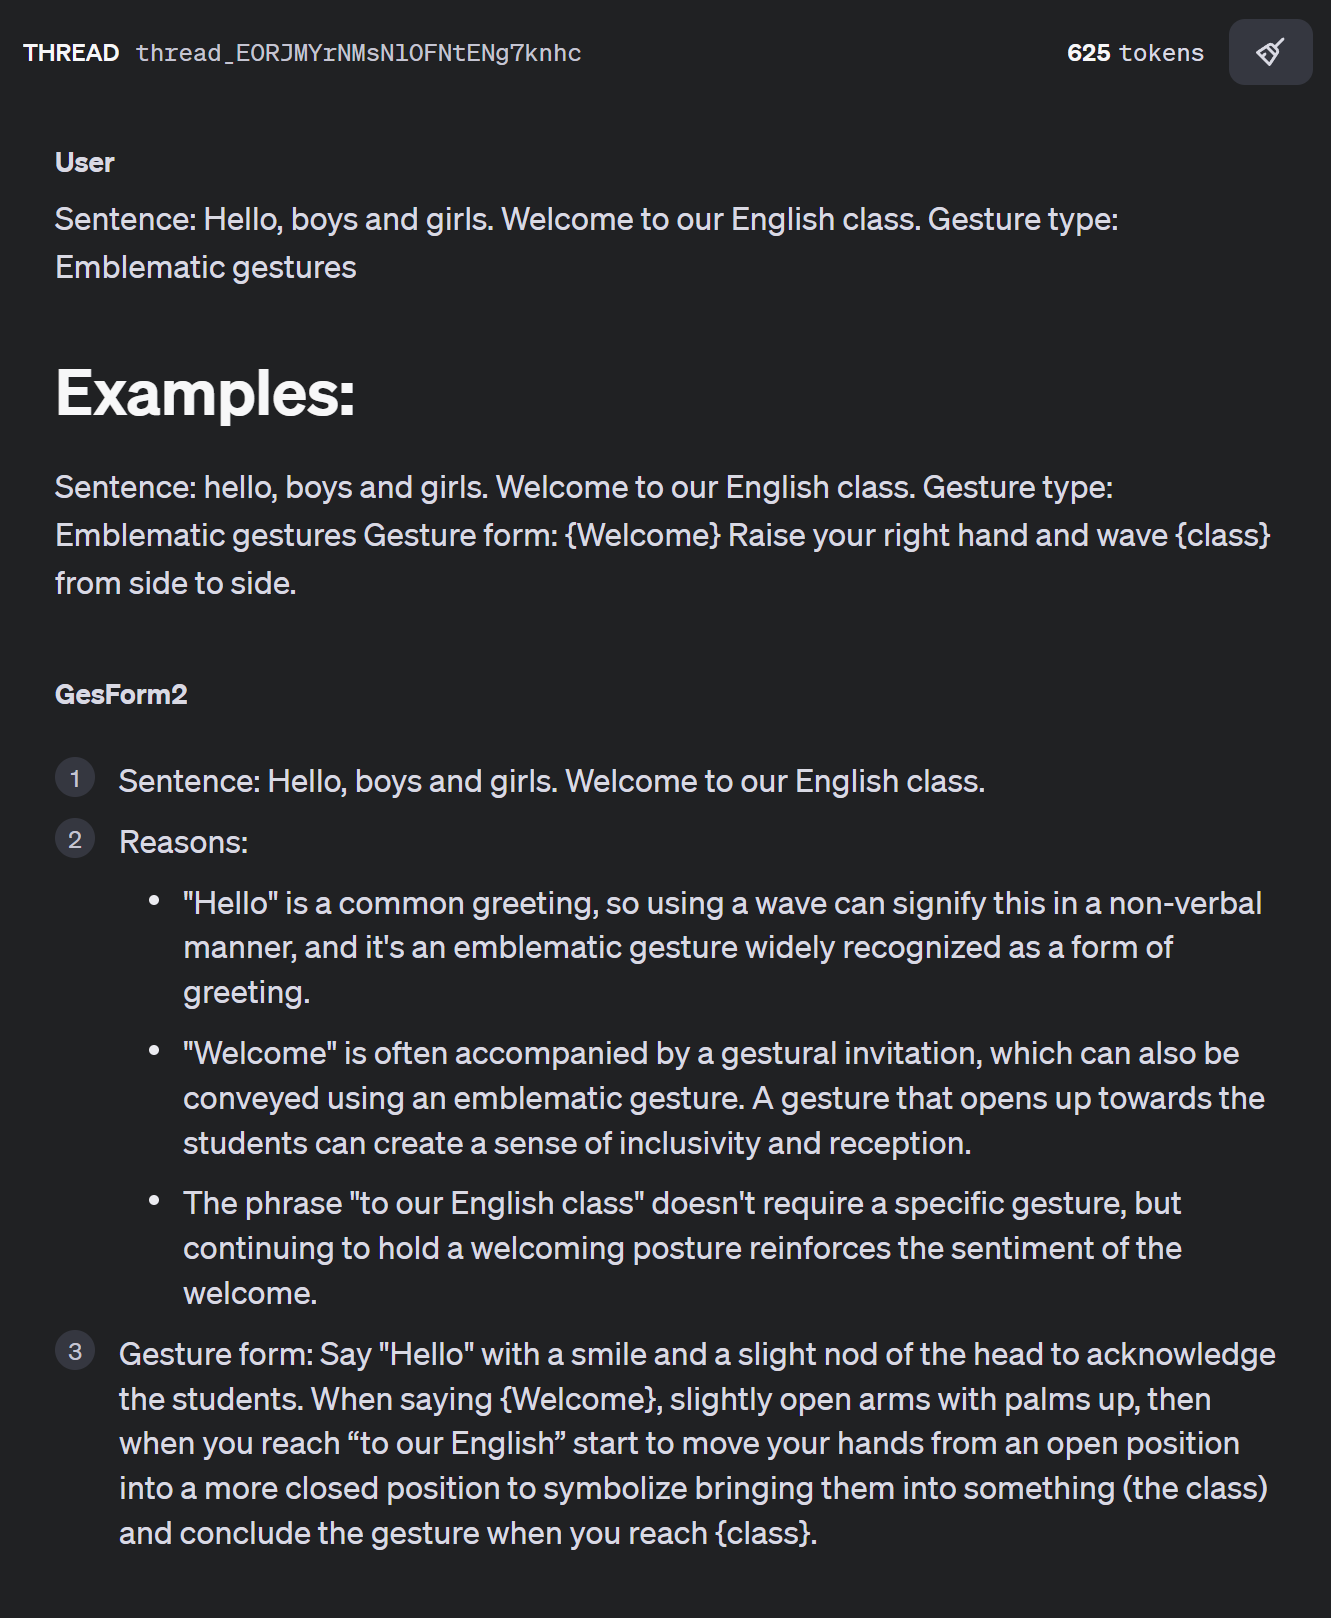 THREAD thread_EORJMYrNMsNlOFNtENg7knhc 625 tokens
User
Sentence: Hello, boys and girls. Welcome to our English class. Gesture type:
Emblematic gestures
Examples:
Sentence: hello, boys and girls. Welcome to our English class. Gesture type:
Emblematic gestures Gesture form: {Welcome} Raise your right hand and wave {class}
from side to side.
GesForm2
1 Sentence: Hello, boys and girls. Welcome to our English class.
2 Reasons:
• "Hello" is a common greeting, so using a wave can signify this in a non-verbal
manner, and it's an emblematic gesture widely recognized as a form of
greeting.
• "Welcome" is often accompanied by a gestural invitation, which can also be
conveyed using an emblematic gesture. A gesture that opens up towards the
students can create a sense of inclusivity and reception.
• The phrase "to our English class" doesn't require a specific gesture, but
continuing to hold a welcoming posture reinforces the sentiment of the
welcome.
3 Gesture form: Say "Hello" with a smile and a slight nod of the head to acknowledge
the students. When saying {Welcome}, slightly open arms with palms up, then
when you reach “to our English” start to move your hands from an open position
into a more closed position to symbolize bringing them into something (the class)
and conclude the gesture when you reach {class}.